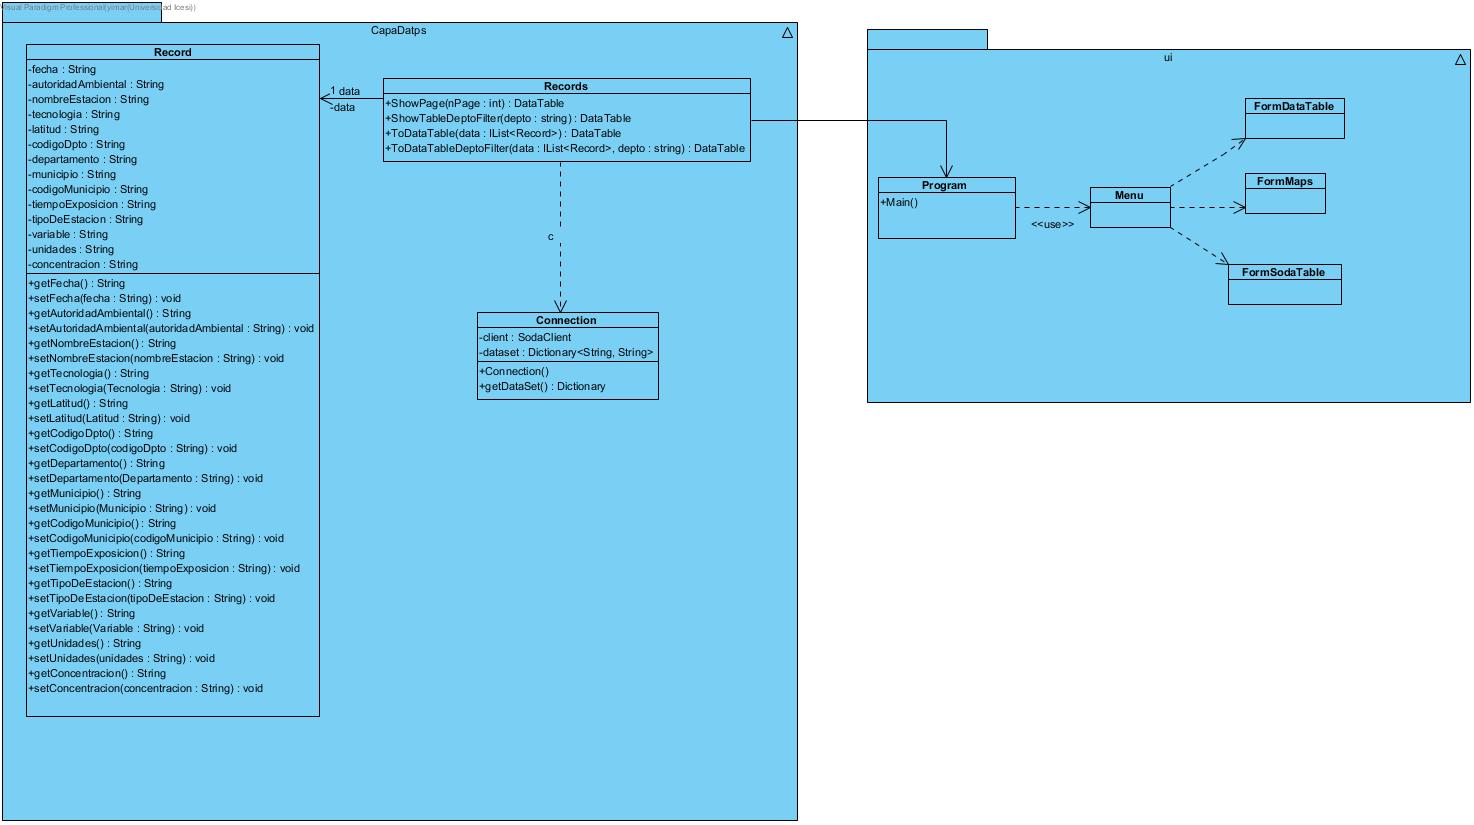 Visual Paradigm Professional(yimar(Universidad Icesi))
CapaDatps
Record
-fecha : String
-autoridadAmbiental : String
-nombreEstacion : String
-tecnologia : String
-latitud : String
-codigoDpto : String
-departamento : String
-municipio : String
-codigoMunicipio : String
-tiempoExposicion : String
-tipoDeEstacion : String
-variable : String
-unidades : String
-concentracion : String
+getFecha() : String
+setFecha(fecha : String) : void
+getAutoridadAmbiental() : String
+setAutoridadAmbiental(autoridadAmbiental : String) : void
+getNombreEstacion() : String
+setNombreEstacion(nombreEstacion : String) : void
+getTecnologia() : String
+setTecnologia(Tecnologia : String) : void
+getLatitud() : String
+setLatitud(Latitud : String) : void
+getCodigoDpto() : String
+setCodigoDpto(codigoDpto : String) : void
+getDepartamento() : String
+setDepartamento(Departamento : String) : void
+getMunicipio() : String
+setMunicipio(Municipio : String) : void
+getCodigoMunicipio() : String
+setCodigoMunicipio(codigoMunicipio : String) : void
+getTiempoExposicion() : String
+setTiempoExposicion(tiempoExposicion : String) : void
+getTipoDeEstacion() : String
+setTipoDeEstacion(tipoDeEstacion : String) : void
+getVariable() : String
+setVariable(Variable : String) : void
+getUnidades() : String
+setUnidades(unidades : String) : void
+getConcentracion() : String
+setConcentracion(concentracion : String) : void
1 data
-data
Records
+ShowPage(nPage : int) : DataTable
+ShowTableDeptoFilter(depto : string) : DataTable
+ToDataTable(data : IList<Record>) : DataTable
+ToDataTableDeptoFilter(data : IList<Record>, depto : string) : DataTable
c
Connection
-client : SodaClient
-dataset : Dictionary<String, String>
+Connection()
+getDataSet() : Dictionary
ui
Program
+Main()
<<use>>
Menu
FormDataTable
FormMaps
FormSodaTable